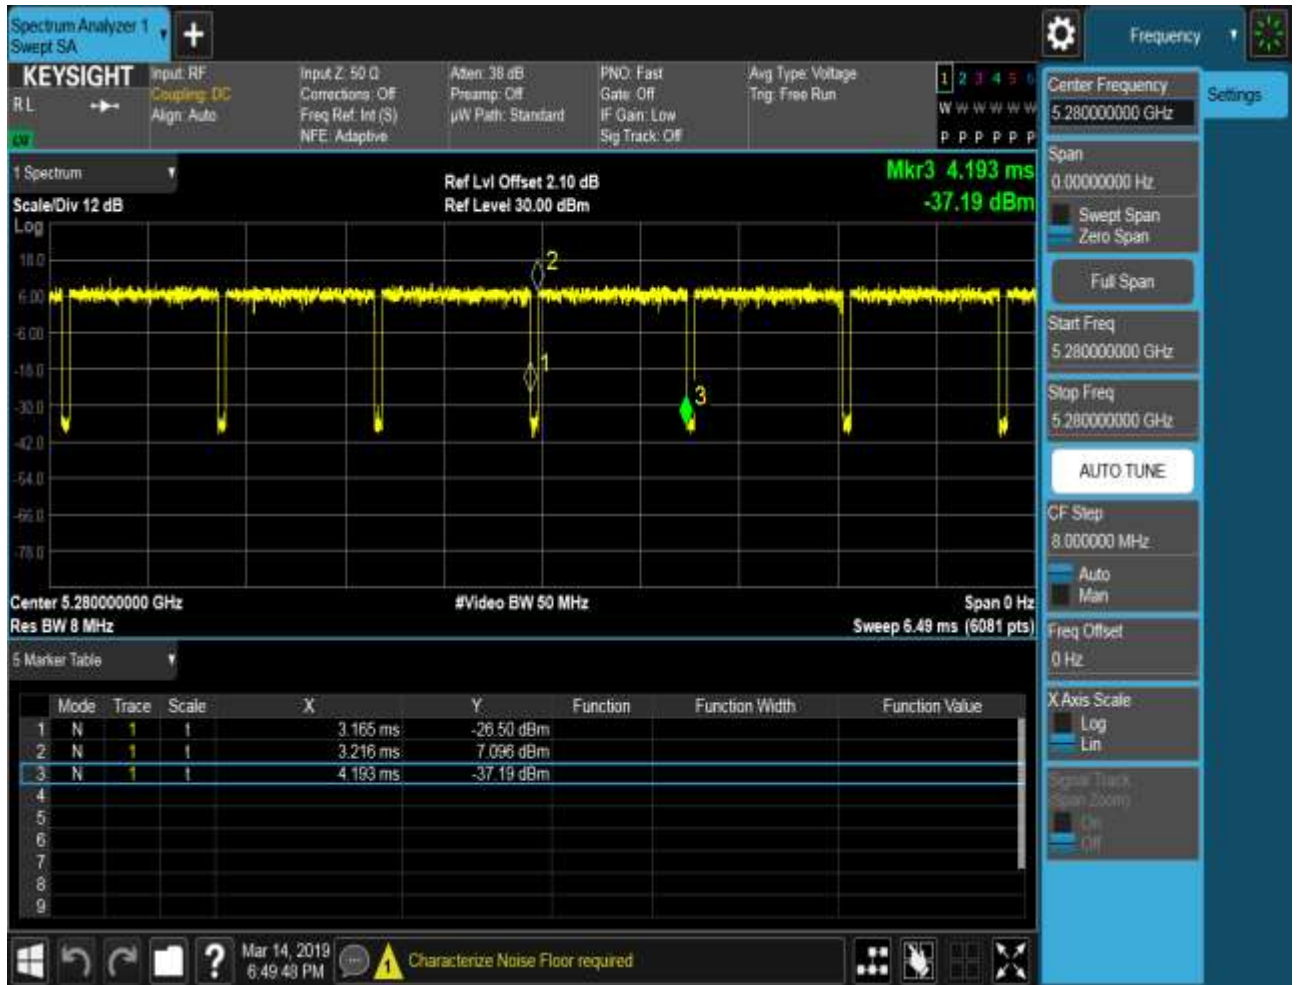 Spectrum Analyzer 1
Swept SA
Frequency
KEYSIGHT
RL
Input: RF
Coupling: DC
Align: Auto
Input Z: 50 Ω
Corrections: Off
Freq Ref: Int (S)
NFE: Adaptive
Atten: 38 dB
Preamp: Off
µW Path: Standard
PNO: Fast
Gate: Off
IF Gain: Low
Sig Track: Off
Avg Type: Voltage
Trig: Free Run
1 2 3 4 5 6
W W W W W W
P P P P P P
1 Spectrum
Scale/Div 12 dB
Log
Ref Lvl Offset 2.10 dB
Ref Level 30.00 dBm
Mkr3 4.193 ms
-37.19 dBm
18.0
6.00
-6.00
-18.0
-30.0
-42.0
-54.0
-66.0
-78.0
2
1
3
Center 5.280000000 GHz
Res BW 8 MHz
#Video BW 50 MHz
Span 0 Hz
Sweep 6.49 ms (6081 pts)
5 Marker Table
Mode Trace Scale X Y Function Function Width Function Value
1 N 1 t 3.165 ms -26.50 dBm
2 N 1 t 3.216 ms 7.096 dBm
3 N 1 t 4.193 ms -37.19 dBm
4
5
6
7
8
9
Mar 14, 2019
6:49:48 PM
?
1
Characterize Noise Floor required
Center Frequency
5.280000000 GHz
Settings
Span
0.00000000 Hz
Swept Span
Zero Span
Full Span
Start Freq
5.280000000 GHz
Stop Freq
5.280000000 GHz
AUTO TUNE
CF Step
8.000000 MHz
Auto
Man
Freq Offset
0 Hz
X Axis Scale
Log
Lin
Signal Track
(Span Zoom)
On
Off